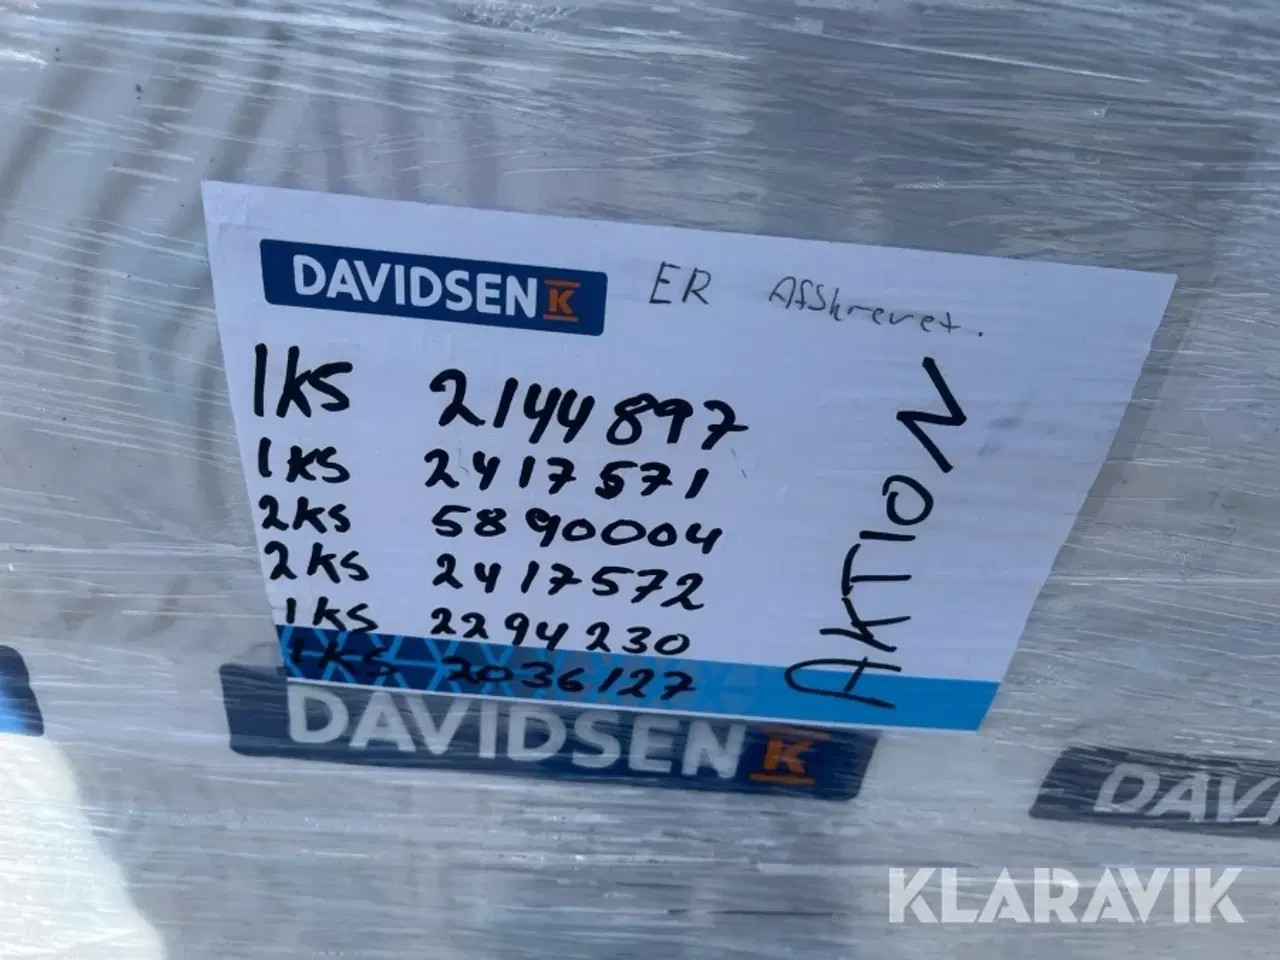 DAVIDSEN K
ER Afskrevet.
1ks 2144897
1ks 2417571
2ks 5890004
2ks 2417572
1ks 2294230
1ks 2036127
AKTION
DAVIDSEN K
DAVI
KLARAVIK